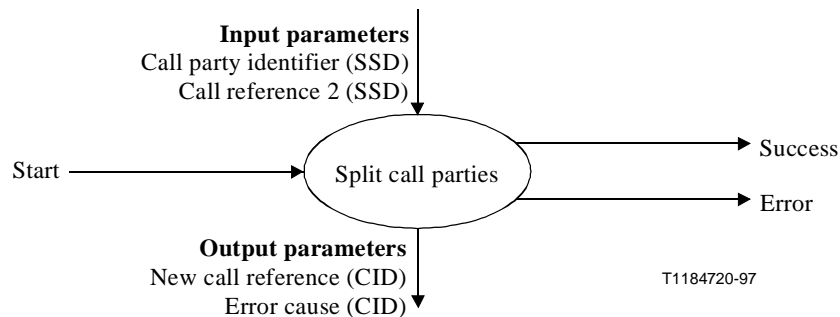 Input parameters
Call party identifier (SSD)
Call reference 2 (SSD)
Start
Split call parties
Success
Error
Output parameters
New call reference (CID)
Error cause (CID)
T1184720-97